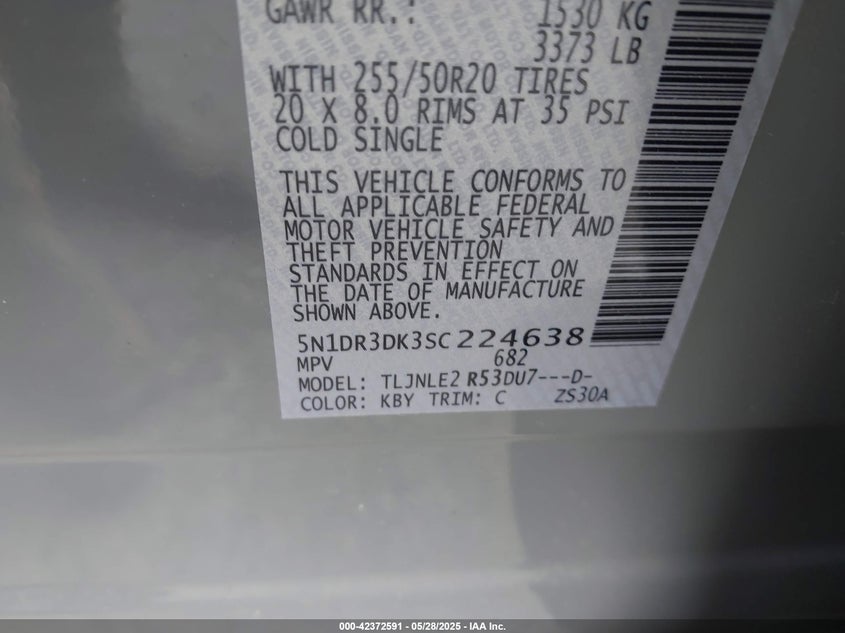 GAWR RR.: 1530 KG
3373 LB
WITH 255/50R20 TIRES
20 X 8.0 RIMS AT 35 PSI
COLD SINGLE
THIS VEHICLE CONFORMS TO
ALL APPLICABLE FEDERAL
MOTOR VEHICLE SAFETY AND
THEFT PREVENTION
STANDARDS IN EFFECT ON
THE DATE OF MANUFACTURE
SHOWN ABOVE.
5N1DR3DK3SC224638
MPV 682
MODEL: TLJNLE2 R53DU7---D-
COLOR: KBY TRIM: C ZS30A
000-42372591 - 05/28/2025 - IAA Inc.